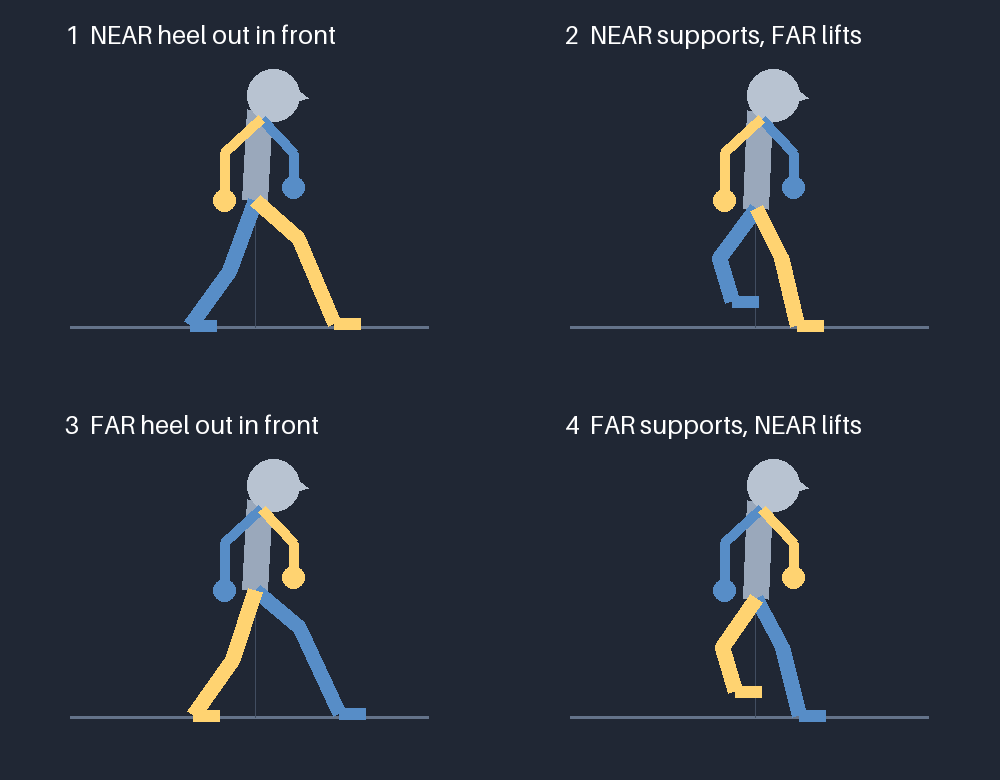 1 NEAR heel out in front
2 NEAR supports, FAR lifts
3 FAR heel out in front
4 FAR supports, NEAR lifts